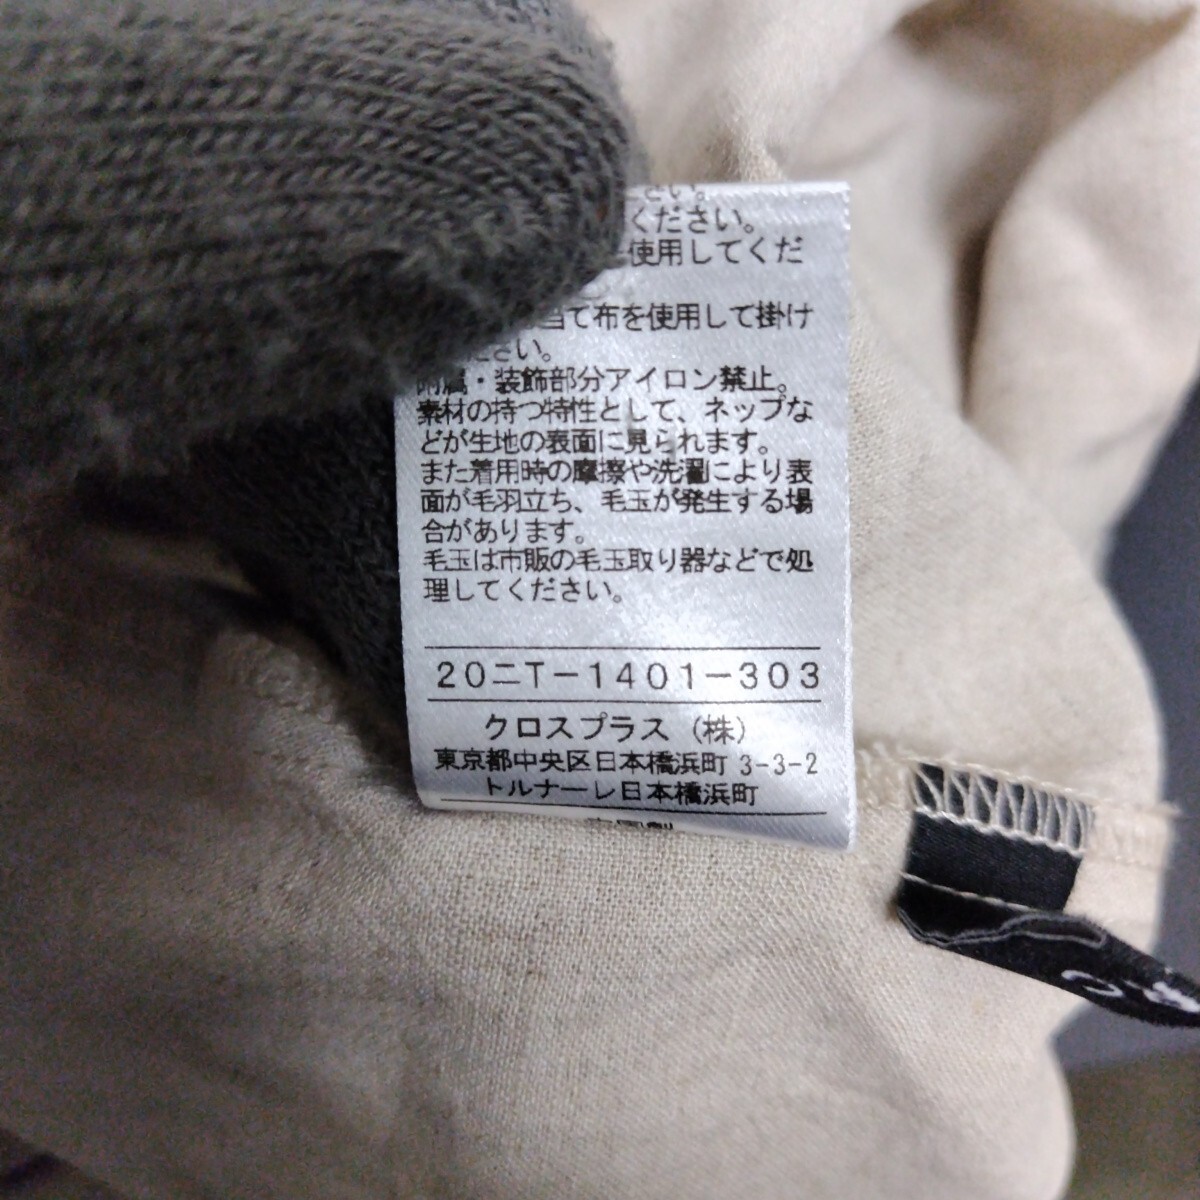 さい。
ください。
使用してくだ
当て布を使用して掛け
ださい。
附属・装飾部分アイロン禁止。
素材の持つ特性として、ネップな
どが生地の表面に見られます。
また着用時の摩擦や洗濯により表
面が毛羽立ち、毛玉が発生する場
合があります。
毛玉は市販の毛玉取り器などで処
理してください。
20ニT-1401-303
クロスプラス（株）
東京都中央区日本橋浜町 3-3-2
トルナーレ日本橋浜町